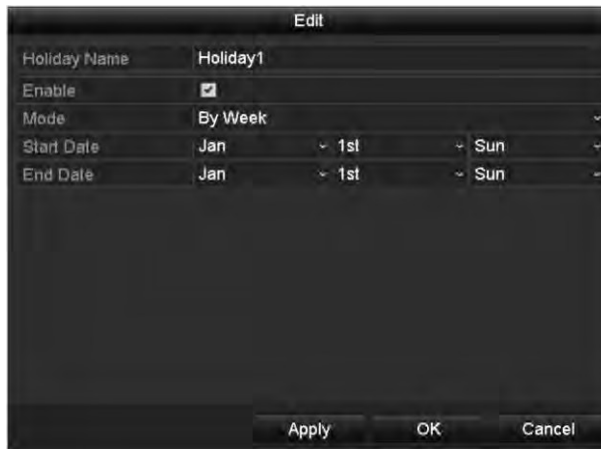 Edit
Holiday Name Holiday1
Enable
Mode By Week
Start Date Jan 1st Sun
End Date Jan 1st Sun
Apply OK Cancel